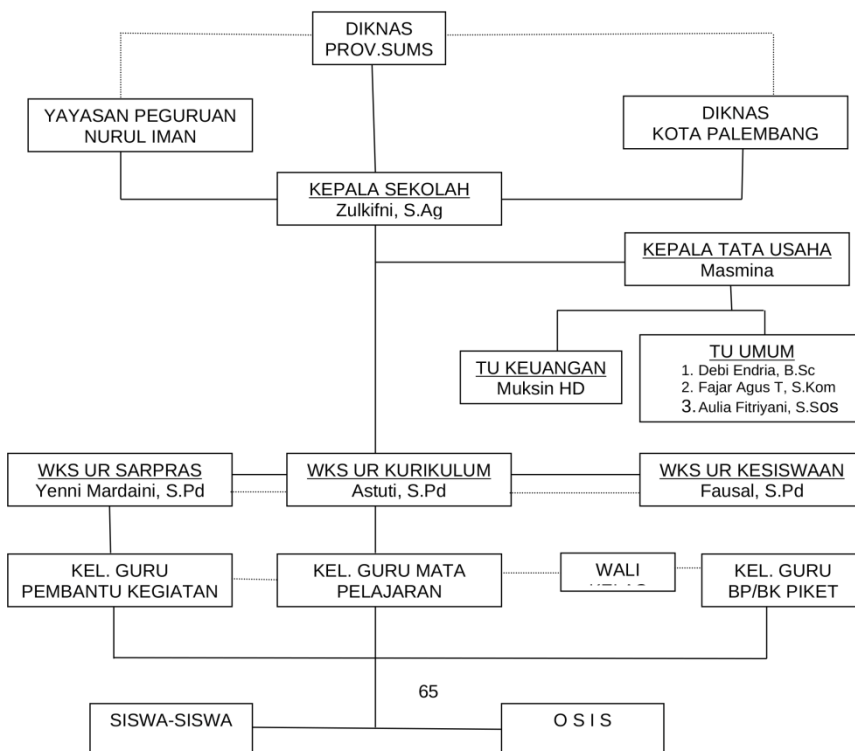 DIKNAS
PROV.SUMS
YAYASAN PEGURUAN
NURUL IMAN
DIKNAS
KOTA PALEMBANG
KEPALA SEKOLAH
Zulkifni, S.Ag
KEPALA TATA USAHA
Masmina
TU KEUANGAN
Muksin HD
TU UMUM
1. Debi Endria, B.Sc
2. Fajar Agus T, S.Kom
3. Aulia Fitriyani, S.Sos
WKS UR SARPRAS
Yenni Mardaini, S.Pd
WKS UR KURIKULUM
Astuti, S.Pd
WKS UR KESISWAAN
Fausal, S.Pd
KEL. GURU
PEMBANTU KEGIATAN
KEL. GURU MATA
PELAJARAN
WALI
KEL. GURU
BP/BK PIKET
65
SISWA-SISWA
O S I S